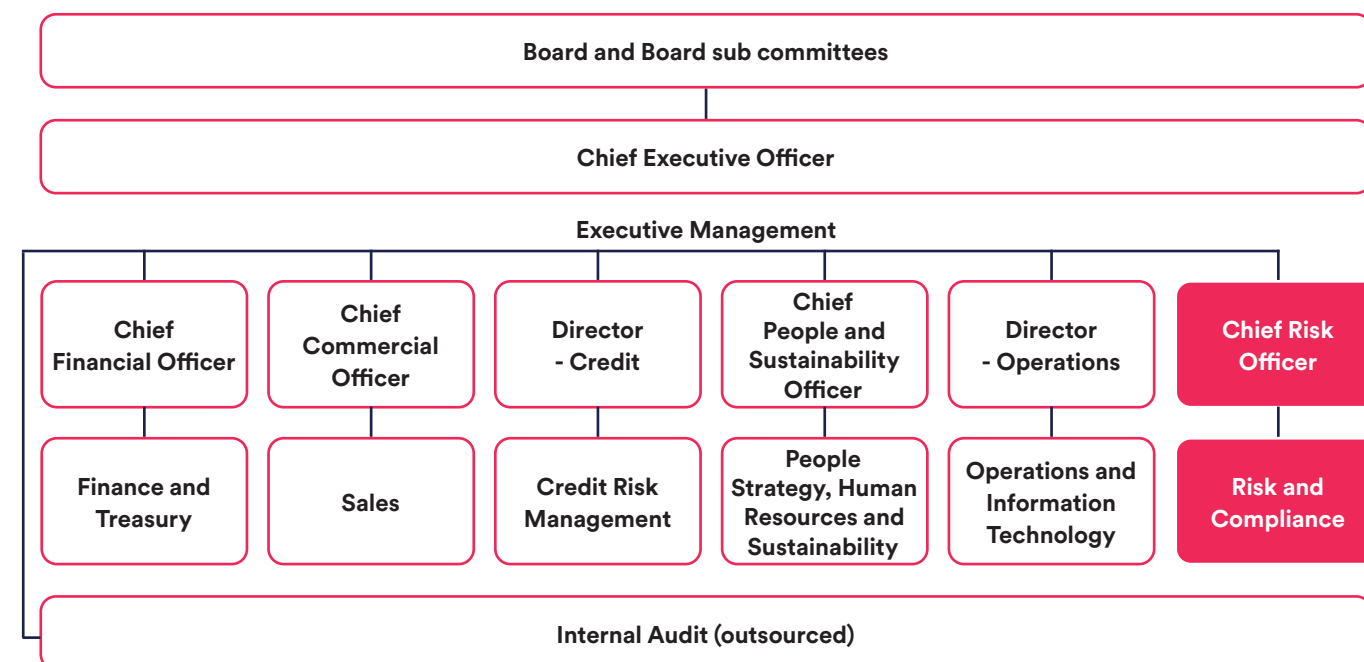 Board and Board sub committees
Chief Executive Officer
Executive Management
Chief
Financial Officer
Chief
Commercial
Officer
Director
- Credit
Chief
People and
Sustainability
Officer
Director
- Operations
Chief Risk
Officer
Finance and
Treasury
Sales
Credit Risk
Management
People
Strategy, Human
Resources and
Sustainability
Operations and
Information
Technology
Risk and
Compliance
Internal Audit (outsourced)